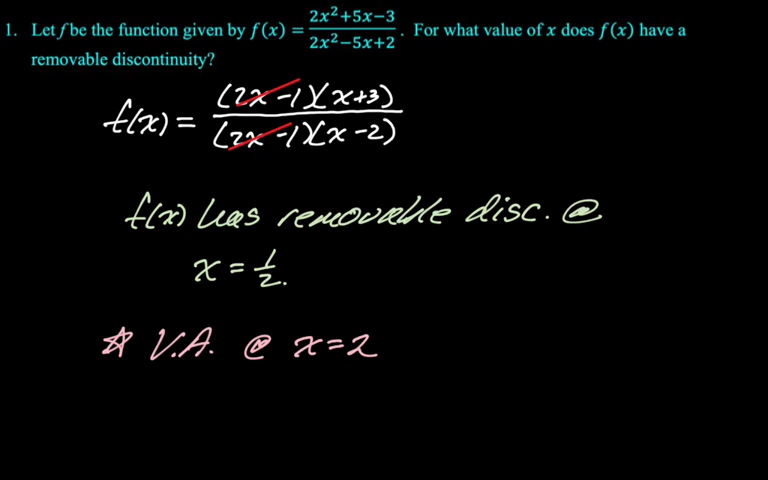 1. Let f be the function given by f(x) = (2x²+5x−3)/(2x²−5x+2). For what value of x does f(x) have a
removable discontinuity?
f(x) = ((2x-1)(x+3))/((2x-1)(x-2))
f(x) has removable disc. @
x = 1/2.
☆ V.A. @ x=2